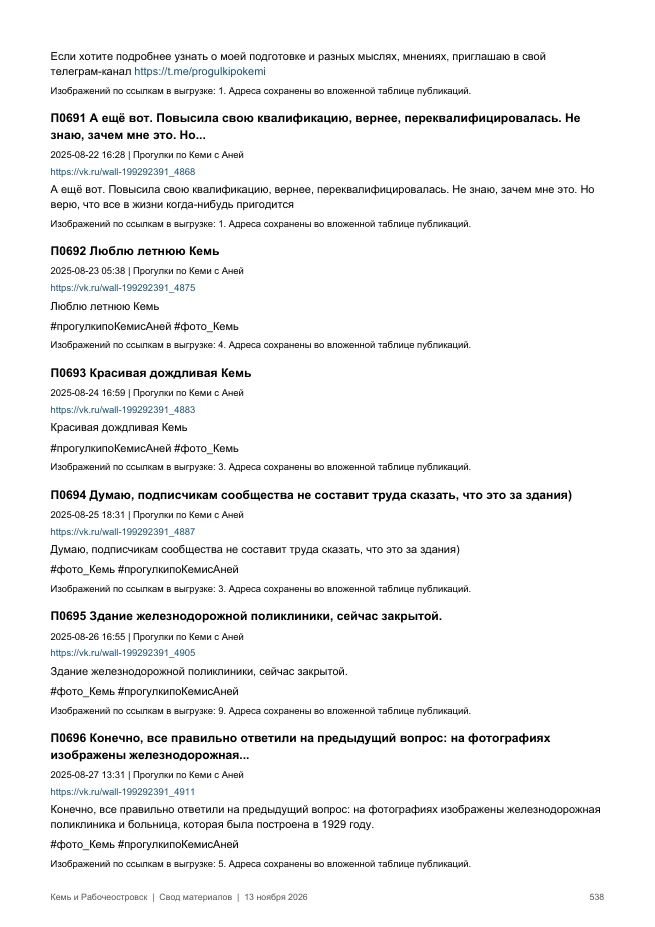 Если хотите подробнее узнать о моей подготовке и разных мыслях, мнениях, приглашаю в свой
телеграм-канал https://t.me/progulkipokemi
Изображений по ссылкам в выгрузке: 1. Адреса сохранены во вложенной таблице публикаций.
П0691 А ещё вот. Повысила свою квалификацию, вернее, переквалифицировалась. Не
знаю, зачем мне это. Но...
2025-08-22 16:28 | Прогулки по Кеми с Аней
https://vk.ru/wall-199292391_4868
А ещё вот. Повысила свою квалификацию, вернее, переквалифицировалась. Не знаю, зачем мне это. Но
верю, что все в жизни когда-нибудь пригодится
Изображений по ссылкам в выгрузке: 1. Адреса сохранены во вложенной таблице публикаций.
П0692 Люблю летнюю Кемь
2025-08-23 05:38 | Прогулки по Кеми с Аней
https://vk.ru/wall-199292391_4875
Люблю летнюю Кемь
#прогулкипоКемисАней #фото_Кемь
Изображений по ссылкам в выгрузке: 4. Адреса сохранены во вложенной таблице публикаций.
П0693 Красивая дождливая Кемь
2025-08-24 16:59 | Прогулки по Кеми с Аней
https://vk.ru/wall-199292391_4883
Красивая дождливая Кемь
#прогулкипоКемисАней #фото_Кемь
Изображений по ссылкам в выгрузке: 3. Адреса сохранены во вложенной таблице публикаций.
П0694 Думаю, подписчикам сообщества не составит труда сказать, что это за здания)
2025-08-25 18:31 | Прогулки по Кеми с Аней
https://vk.ru/wall-199292391_4887
Думаю, подписчикам сообщества не составит труда сказать, что это за здания)
#фото_Кемь #прогулкипоКемисАней
Изображений по ссылкам в выгрузке: 3. Адреса сохранены во вложенной таблице публикаций.
П0695 Здание железнодорожной поликлиники, сейчас закрытой.
2025-08-26 16:55 | Прогулки по Кеми с Аней
https://vk.ru/wall-199292391_4905
Здание железнодорожной поликлиники, сейчас закрытой.
#фото_Кемь #прогулкипоКемисАней
Изображений по ссылкам в выгрузке: 9. Адреса сохранены во вложенной таблице публикаций.
П0696 Конечно, все правильно ответили на предыдущий вопрос: на фотографиях
изображены железнодорожная...
2025-08-27 13:31 | Прогулки по Кеми с Аней
https://vk.ru/wall-199292391_4911
Конечно, все правильно ответили на предыдущий вопрос: на фотографиях изображены железнодорожная
поликлиника и больница, которая была построена в 1929 году.
#фото_Кемь #прогулкипоКемисАней
Изображений по ссылкам в выгрузке: 5. Адреса сохранены во вложенной таблице публикаций.
Кемь и Рабочеостровск | Свод материалов | 13 ноября 2026 538